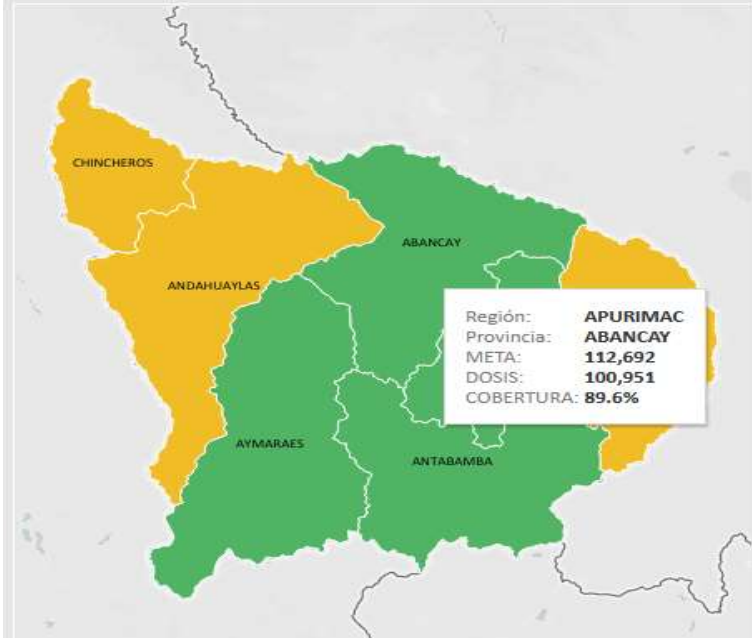 CHINCHEROS
ABANCAY
ANDAHUAYLAS
Región: APURIMAC
Provincia: ABANCAY
META: 112,692
DOSIS: 100,951
COBERTURA: 89.6%
AYMARAES
ANTABAMBA